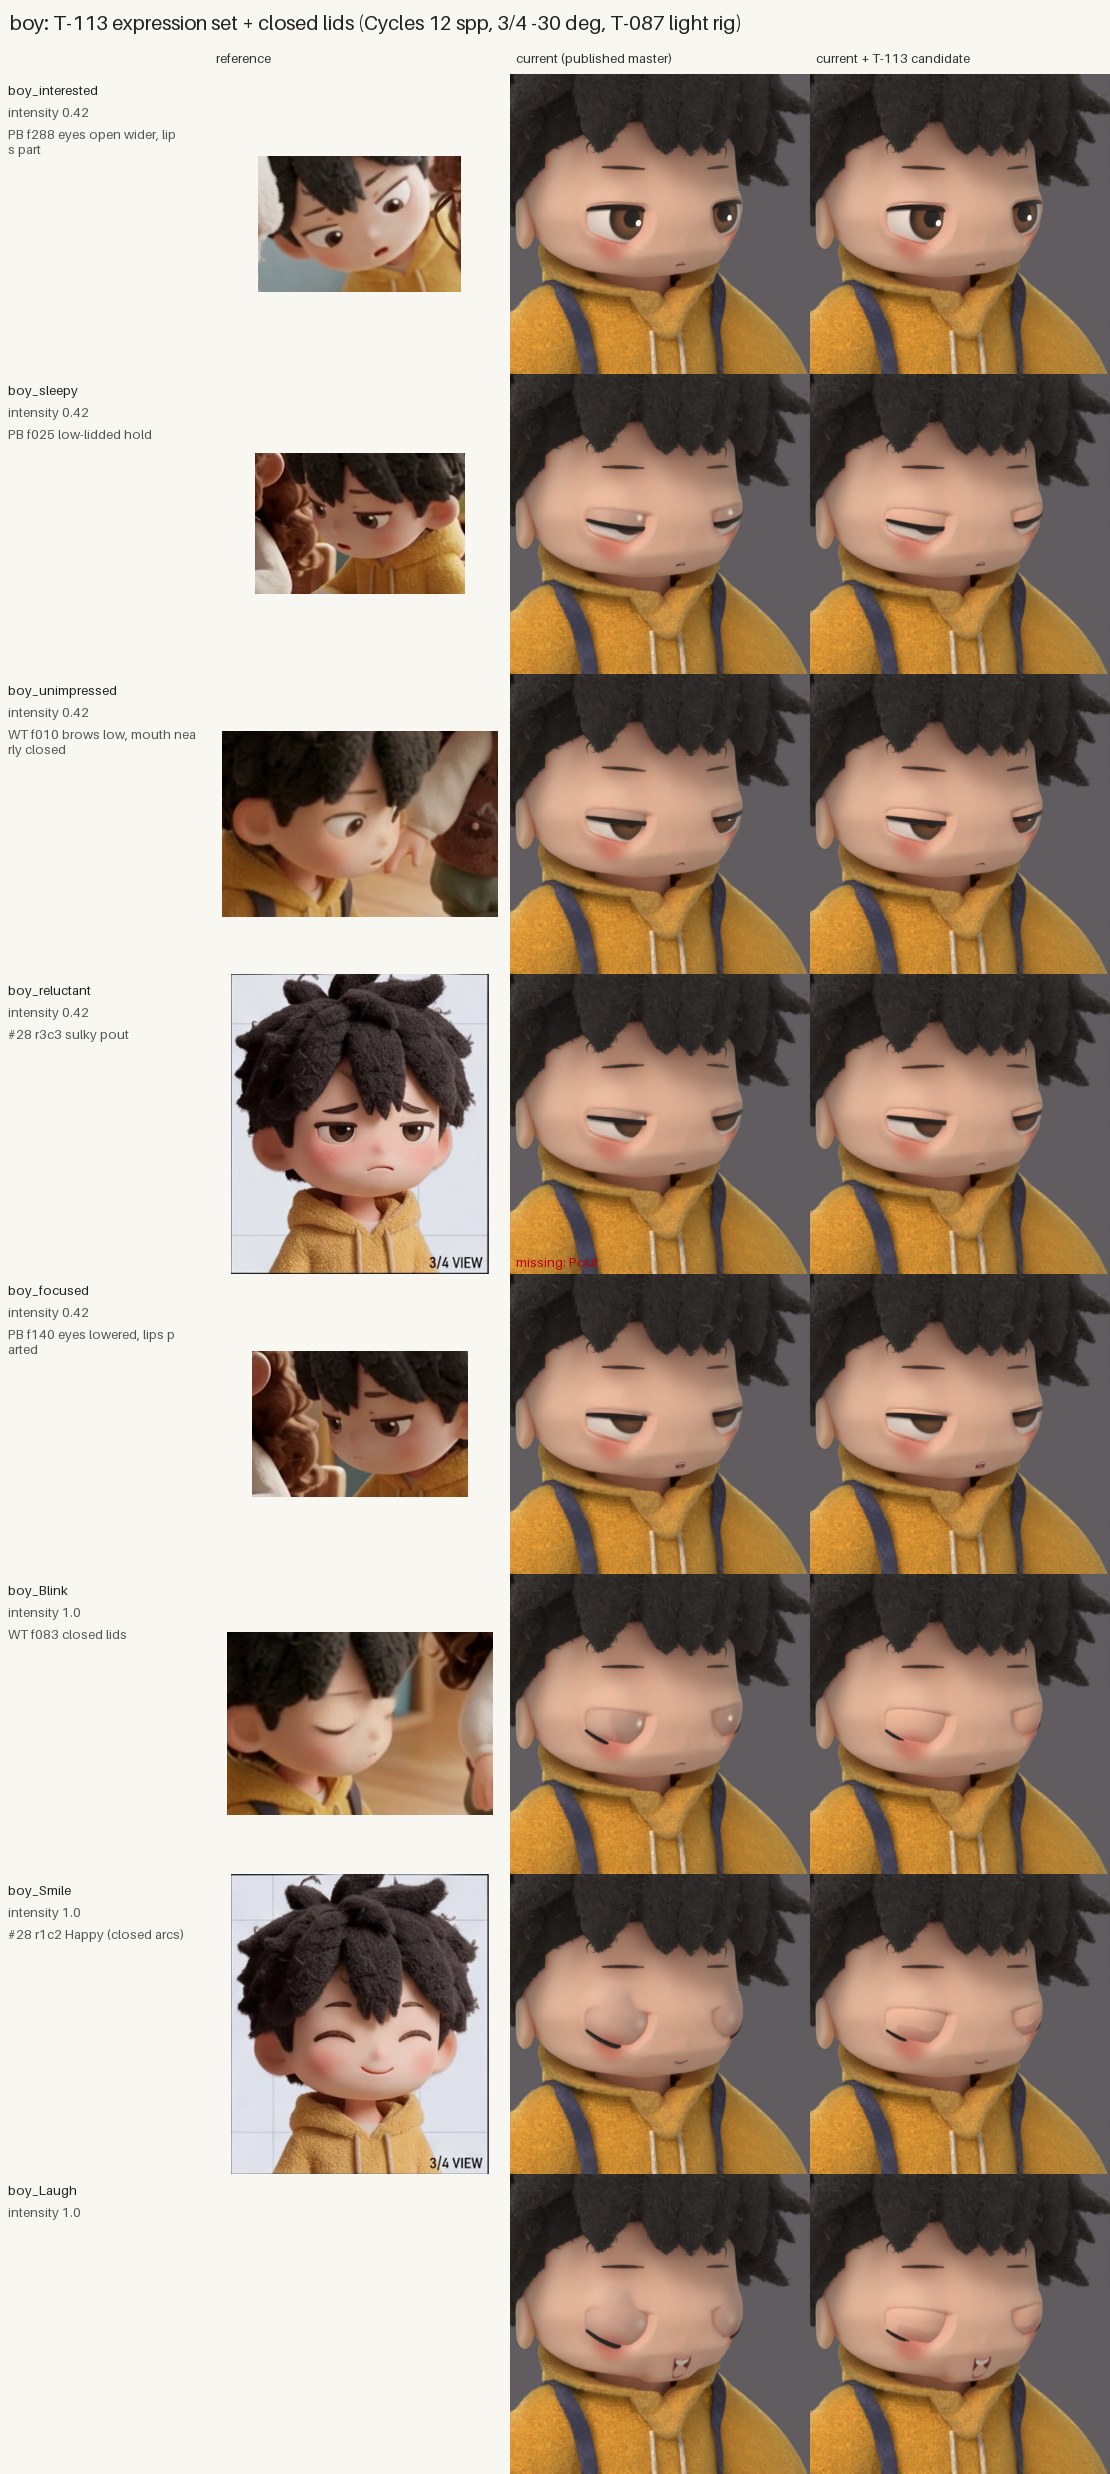 boy: T-113 expression set + closed lids (Cycles 12 spp, 3/4 -30 deg, T-087 light rig)
reference
current (published master)
current + T-113 candidate
boy_interested
intensity 0.42
PB f288 eyes open wider, lip
s part
boy_sleepy
intensity 0.42
PB f025 low-lidded hold
boy_unimpressed
intensity 0.42
WT f010 brows low, mouth nea
rly closed
boy_reluctant
intensity 0.42
#28 r3c3 sulky pout
3/4 VIEW
missing: Pout
boy_focused
intensity 0.42
PB f140 eyes lowered, lips p
arted
boy_Blink
intensity 1.0
WT f083 closed lids
boy_Smile
intensity 1.0
#28 r1c2 Happy (closed arcs)
3/4 VIEW
boy_Laugh
intensity 1.0